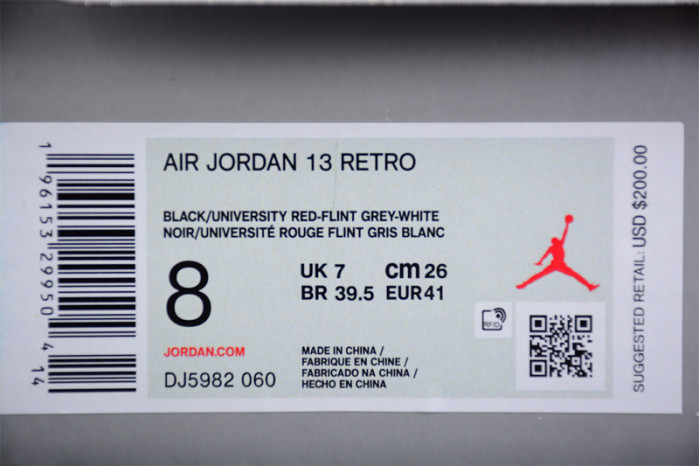 AIR JORDAN 13 RETRO
BLACK/UNIVERSITY RED-FLINT GREY-WHITE
NOIR/UNIVERSITÉ ROUGE FLINT GRIS BLANC
8
UK 7 cm 26
BR 39.5 EUR 41
JORDAN.COM
DJ5982 060
MADE IN CHINA /
FABRIQUE EN CHINE /
FABRICADO NA CHINA /
HECHO EN CHINA
RFID
SUGGESTED RETAIL: USD $200.00
1 96153 29950 4 14